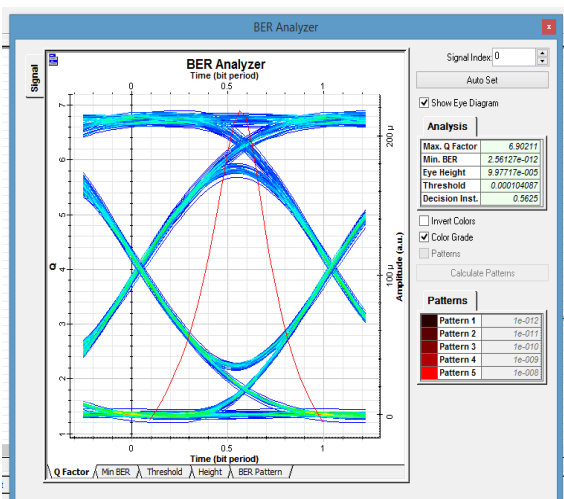 BER Analyzer
x
Signal
BER Analyzer
Time (bit period)
0 0.5 1
7
6
5
4
3
2
1
Q
200 µ
100 µ
0
Amplitude (a.u.)
0 0.5 1
Time (bit period)
Q Factor Min BER Threshold Height BER Pattern
Signal Index: 0
Auto Set
Show Eye Diagram
Analysis
Max. Q Factor 6.90211
Min. BER 2.56127e-012
Eye Height 9.97717e-005
Threshold 0.000104087
Decision Inst. 0.5625
Invert Colors
Color Grade
Patterns
Calculate Patterns
Patterns
Pattern 1 1e-012
Pattern 2 1e-011
Pattern 3 1e-010
Pattern 4 1e-009
Pattern 5 1e-008